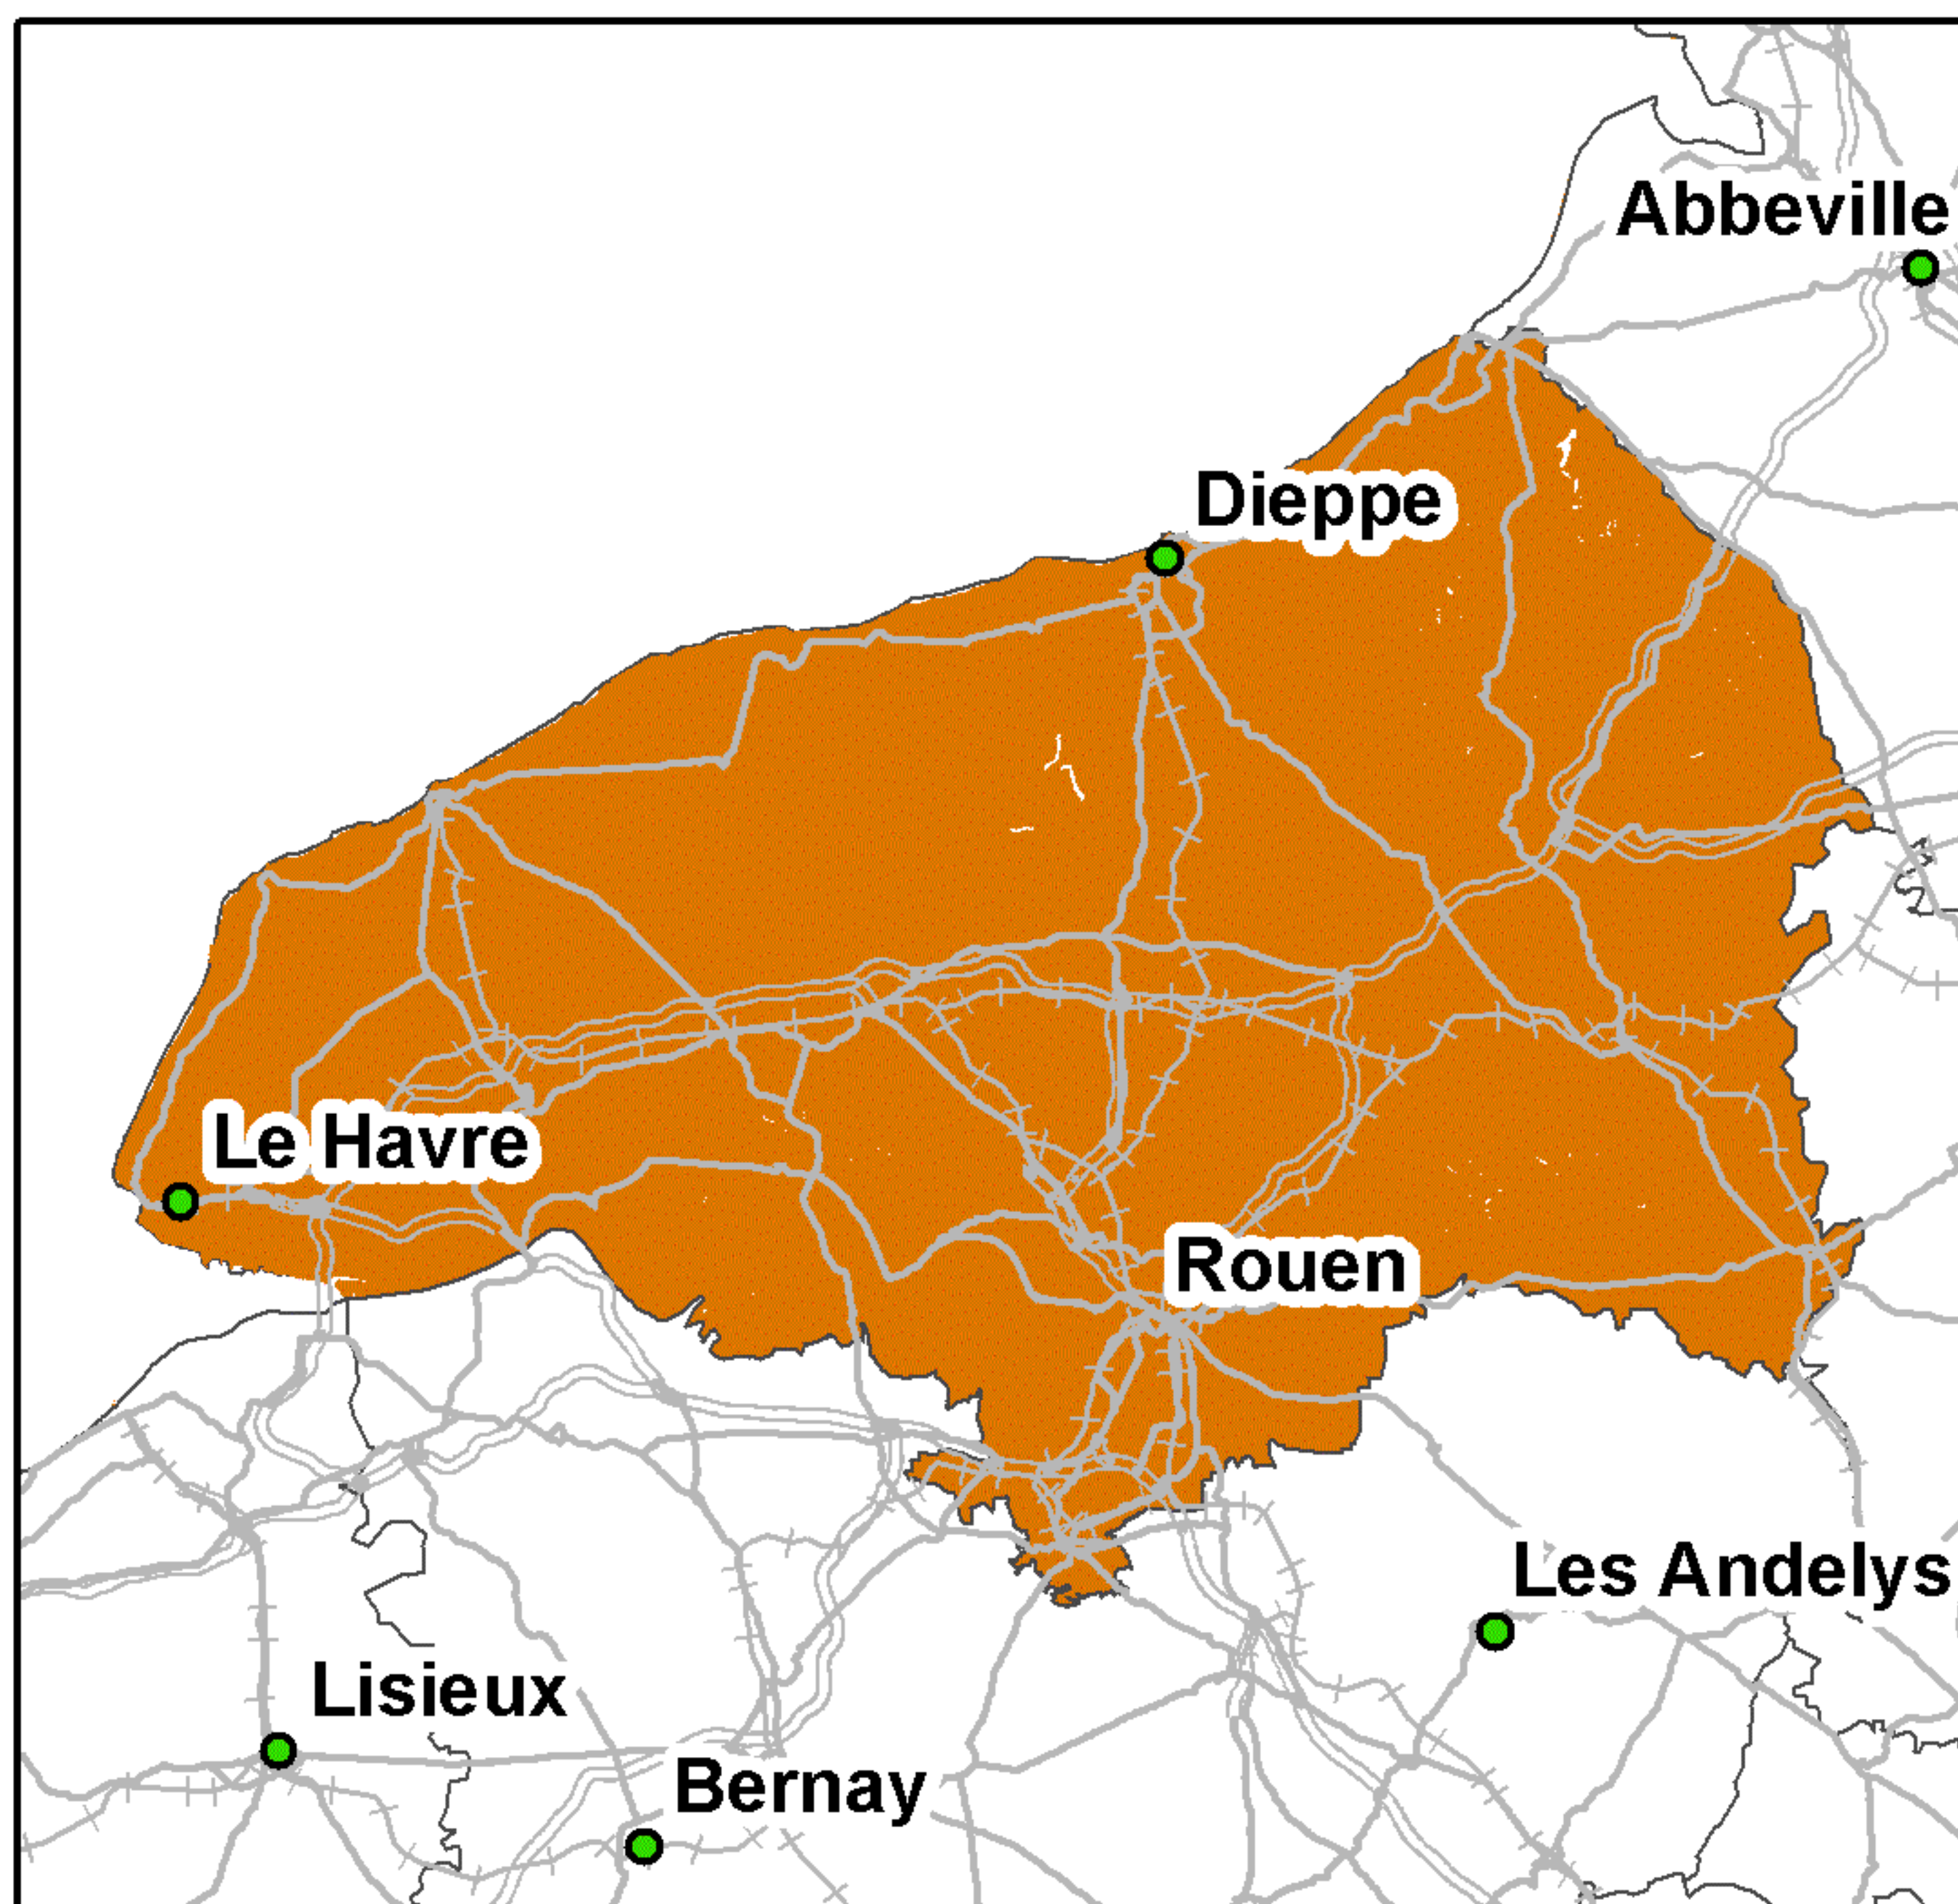 Abbeville
Dieppe
Le Havre
Rouen
Les Andelys
Lisieux
Bernay